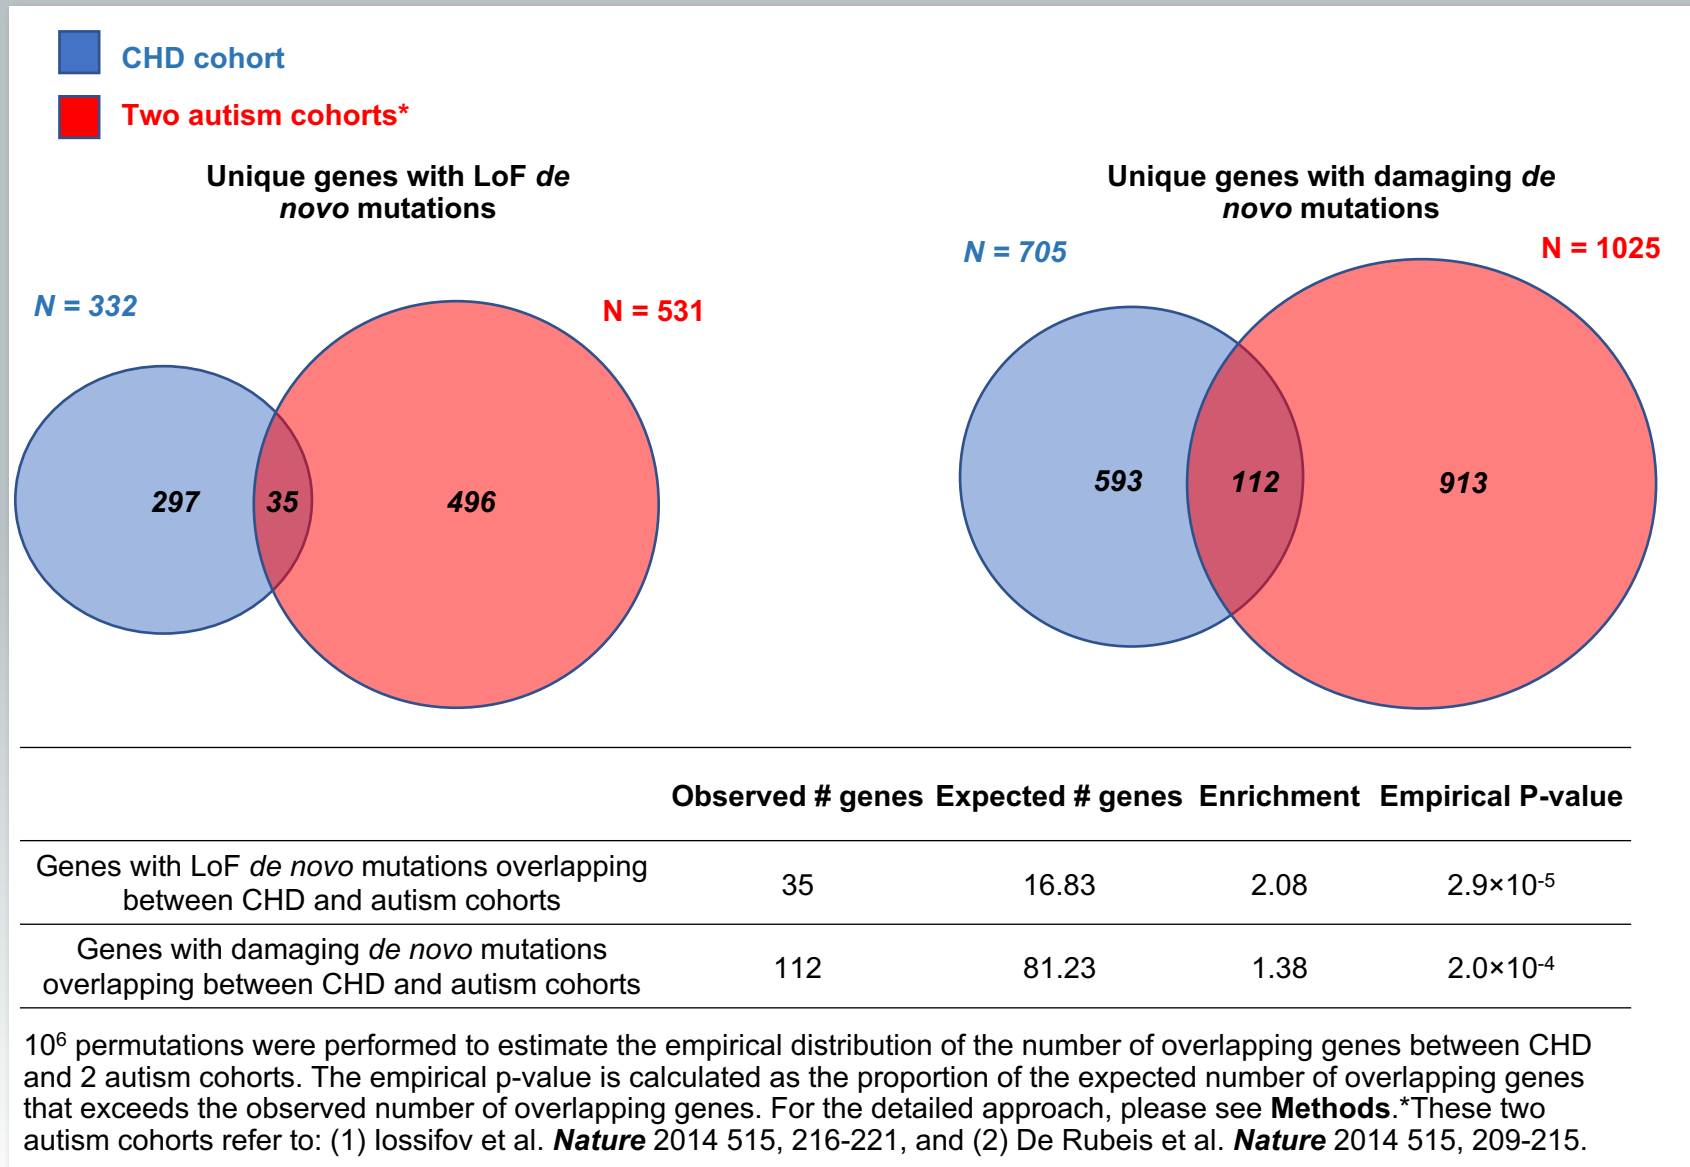 CHD cohort
Two autism cohorts*
Unique genes with LoF de
novo mutations
N = 332
N = 531
297
35
496
Unique genes with damaging de
novo mutations
N = 705
N = 1025
593
112
913
Observed # genes Expected # genes Enrichment Empirical P-value
Genes with LoF de novo mutations overlapping
between CHD and autism cohorts
35 16.83 2.08 2.9×10⁻⁵
Genes with damaging de novo mutations
overlapping between CHD and autism cohorts
112 81.23 1.38 2.0×10⁻⁴
10⁶ permutations were performed to estimate the empirical distribution of the number of overlapping genes between CHD
and 2 autism cohorts. The empirical p-value is calculated as the proportion of the expected number of overlapping genes
that exceeds the observed number of overlapping genes. For the detailed approach, please see Methods.*These two
autism cohorts refer to: (1) Iossifov et al. Nature 2014 515, 216-221, and (2) De Rubeis et al. Nature 2014 515, 209-215.